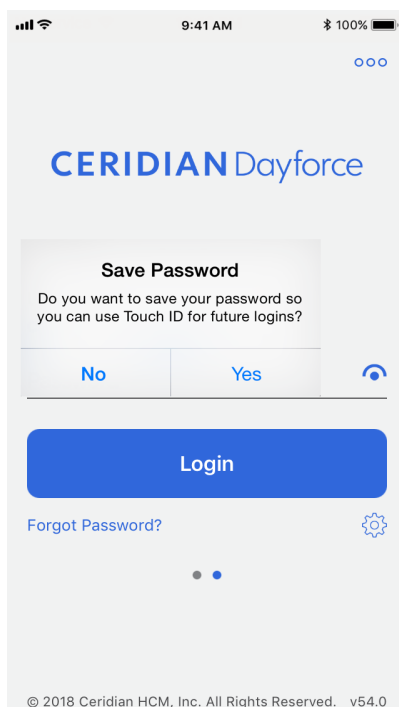 9:41 AM
100%
CERIDIAN Dayforce
Save Password
Do you want to save your password so
you can use Touch ID for future logins?
No
Yes
Login
Forgot Password?
© 2018 Ceridian HCM, Inc. All Rights Reserved. v54.0